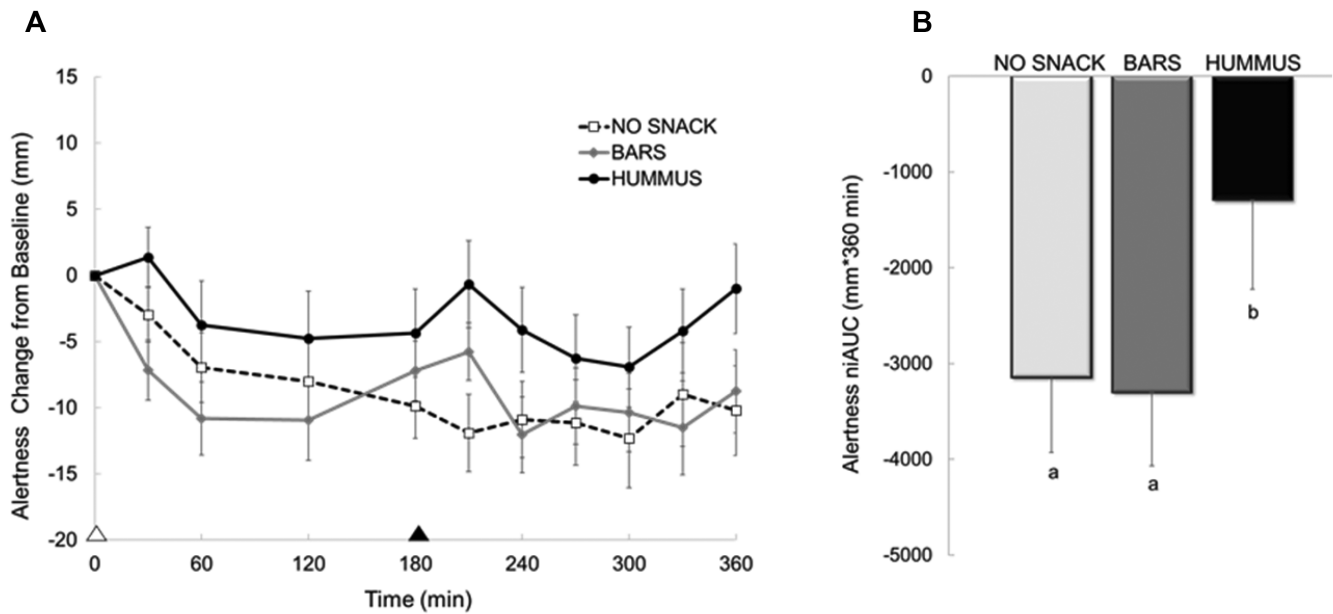 A
Alertness Change from Baseline (mm)
15
10
5
0
-5
-10
-15
-20
NO SNACK
BARS
HUMMUS
0 60 120 180 240 300 360
Time (min)
B
NO SNACK BARS HUMMUS
Alertness niAUC (mm*360 min)
0
-1000
-2000
-3000
-4000
-5000
a
a
b